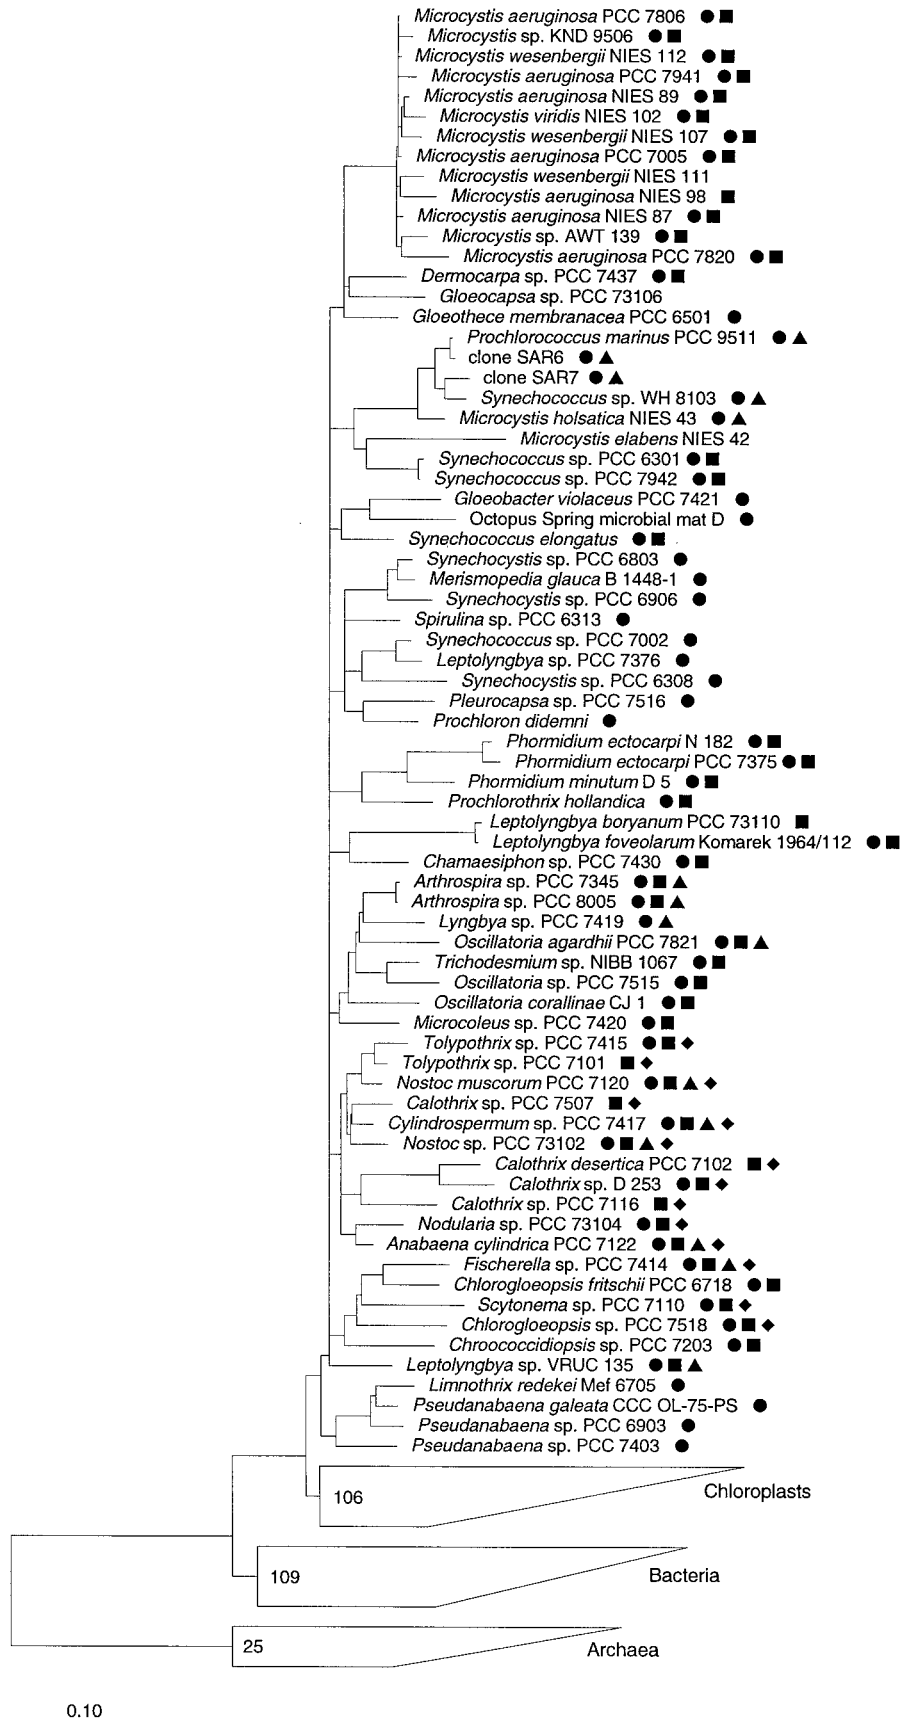 Microcystis aeruginosa PCC 7806 ● ■
Microcystis sp. KND 9506 ● ■
Microcystis wesenbergii NIES 112 ● ■
Microcystis aeruginosa PCC 7941 ● ■
Microcystis aeruginosa NIES 89 ● ■
Microcystis viridis NIES 102 ● ■
Microcystis wesenbergii NIES 107 ● ■
Microcystis aeruginosa PCC 7005 ● ■
Microcystis wesenbergii NIES 111
Microcystis aeruginosa NIES 98 ■
Microcystis aeruginosa NIES 87 ● ■
Microcystis sp. AWT 139 ● ■
Microcystis aeruginosa PCC 7820 ● ■
Dermocarpa sp. PCC 7437 ● ■
Gloeocapsa sp. PCC 73106
Gloeothece membranacea PCC 6501 ●
Prochlorococcus marinus PCC 9511 ● ▲
clone SAR6 ● ▲
clone SAR7 ● ▲
Synechococcus sp. WH 8103 ● ▲
Microcystis holsatica NIES 43 ● ▲
Microcystis elabens NIES 42
Synechococcus sp. PCC 6301 ● ■
Synechococcus sp. PCC 7942 ● ■
Gloeobacter violaceus PCC 7421 ●
Octopus Spring microbial mat D ●
Synechococcus elongatus ● ■
Synechocystis sp. PCC 6803 ●
Merismopedia glauca B 1448-1 ●
Synechocystis sp. PCC 6906 ●
Spirulina sp. PCC 6313 ●
Synechococcus sp. PCC 7002 ●
Leptolyngbya sp. PCC 7376 ●
Synechocystis sp. PCC 6308 ●
Pleurocapsa sp. PCC 7516 ●
Prochloron didemni ●
Phormidium ectocarpi N 182 ● ■
Phormidium ectocarpi PCC 7375 ● ■
Phormidium minutum D 5 ● ■
Prochlorothrix hollandica ● ■
Leptolyngbya boryanum PCC 73110 ■
Leptolyngbya foveolarum Komarek 1964/112 ● ■
Chamaesiphon sp. PCC 7430 ● ■
Arthrospira sp. PCC 7345 ● ■ ▲
Arthrospira sp. PCC 8005 ● ■ ▲
Lyngbya sp. PCC 7419 ● ▲
Oscillatoria agardhii PCC 7821 ● ■ ▲
Trichodesmium sp. NIBB 1067 ● ■
Oscillatoria sp. PCC 7515 ● ■
Oscillatoria corallinae CJ 1 ● ■
Microcoleus sp. PCC 7420 ● ■
Tolypothrix sp. PCC 7415 ● ■ ◆
Tolypothrix sp. PCC 7101 ■ ◆
Nostoc muscorum PCC 7120 ● ■ ▲ ◆
Calothrix sp. PCC 7507 ■ ◆
Cylindrospermum sp. PCC 7417 ● ■ ▲ ◆
Nostoc sp. PCC 73102 ● ■ ▲ ◆
Calothrix desertica PCC 7102 ■ ◆
Calothrix sp. D 253 ● ■ ◆
Calothrix sp. PCC 7116 ■ ◆
Nodularia sp. PCC 73104 ● ■ ◆
Anabaena cylindrica PCC 7122 ● ■ ▲ ◆
Fischerella sp. PCC 7414 ● ■ ▲ ◆
Chlorogloeopsis fritschii PCC 6718 ● ■
Scytonema sp. PCC 7110 ● ■ ◆
Chlorogloeopsis sp. PCC 7518 ● ■ ◆
Chroococcidiopsis sp. PCC 7203 ● ■
Leptolyngbya sp. VRUC 135 ● ■ ▲
Limnothrix redekei Mef 6705 ●
Pseudanabaena galeata CCC OL-75-PS ●
Pseudanabaena sp. PCC 6903 ●
Pseudanabaena sp. PCC 7403 ●
106 Chloroplasts
109 Bacteria
25 Archaea
0.10